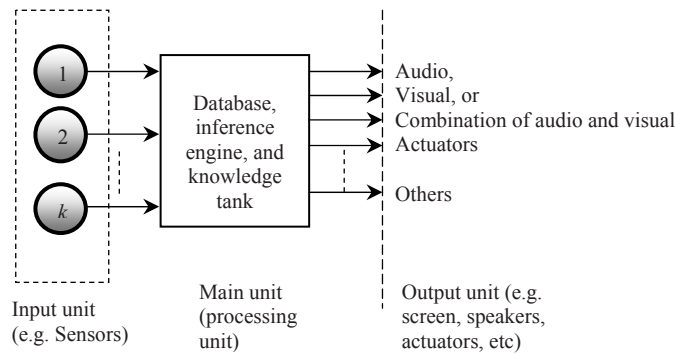 1
2
k
Database,
inference
engine, and
knowledge
tank
Audio,
Visual, or
Combination of audio and visual
Actuators
Others
Input unit
(e.g. Sensors)
Main unit
(processing
unit)
Output unit (e.g.
screen, speakers,
actuators, etc)